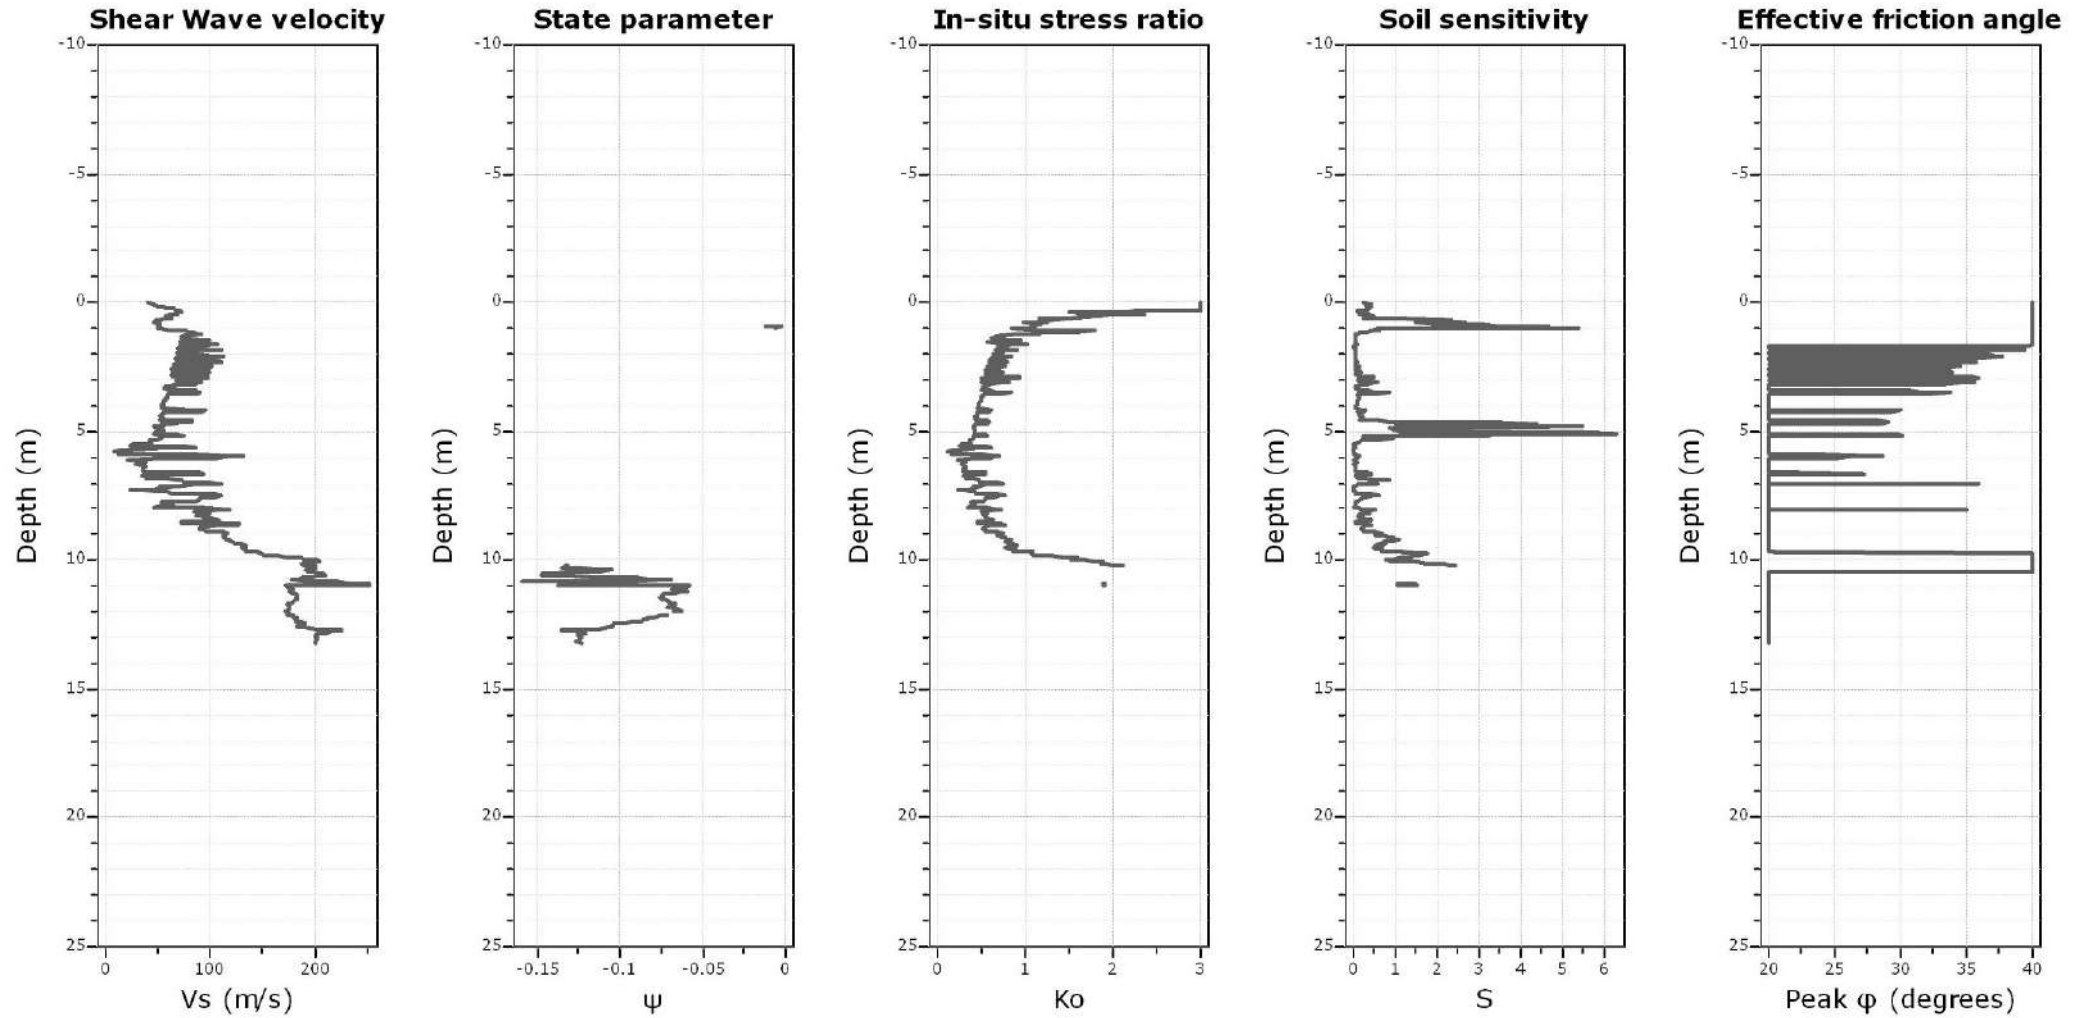 Shear Wave velocity
State parameter
In-situ stress ratio
Soil sensitivity
Effective friction angle
-10 -10 -10 -10 -10
-5 -5 -5 -5 -5
0 0 0 0 0
Depth (m) Depth (m) Depth (m) Depth (m) Depth (m)
5 5 5 5 5
10 10 10 10 10
15 15 15 15 15
20 20 20 20 20
25 25 25 25 25
0 100 200 -0.15 -0.1 -0.05 0 0 1 2 3 0 1 2 3 4 5 6 20 25 30 35 40
Vs (m/s) ψ Ko S Peak φ (degrees)